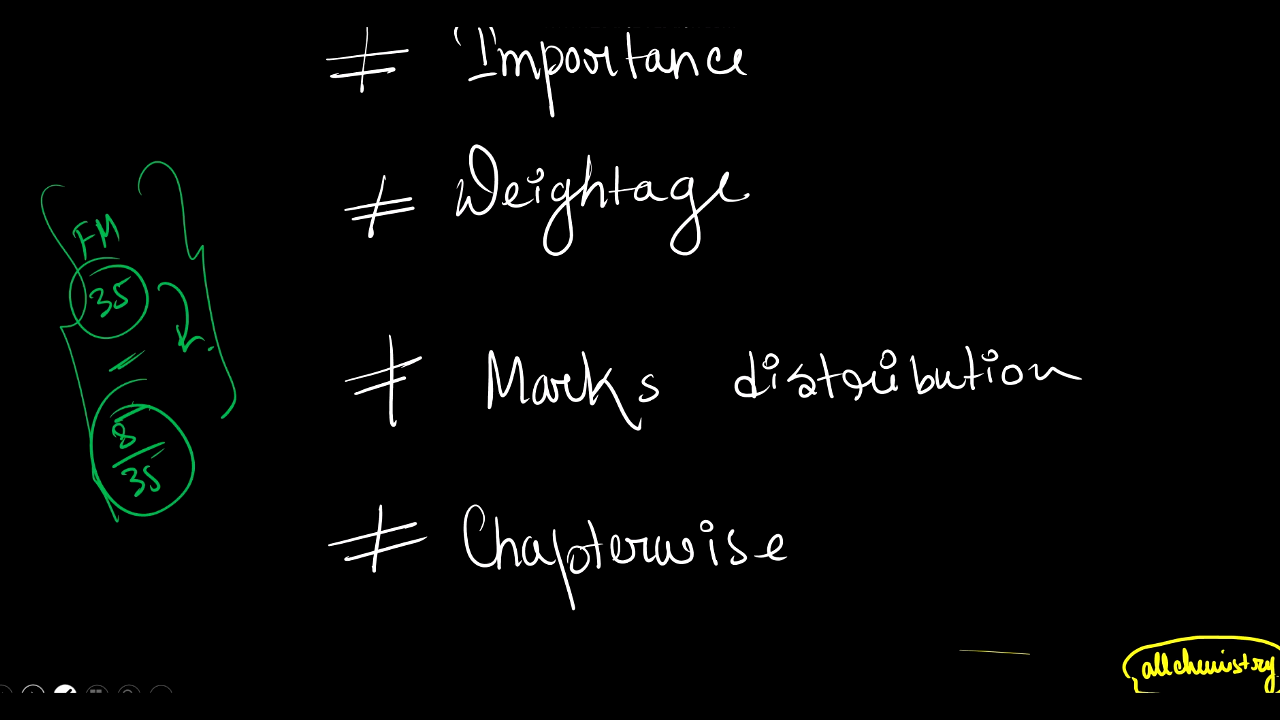 # Importance
# Weightage
FM
35
# Marks distribution
8/35
# Chapterwise
allchemistry